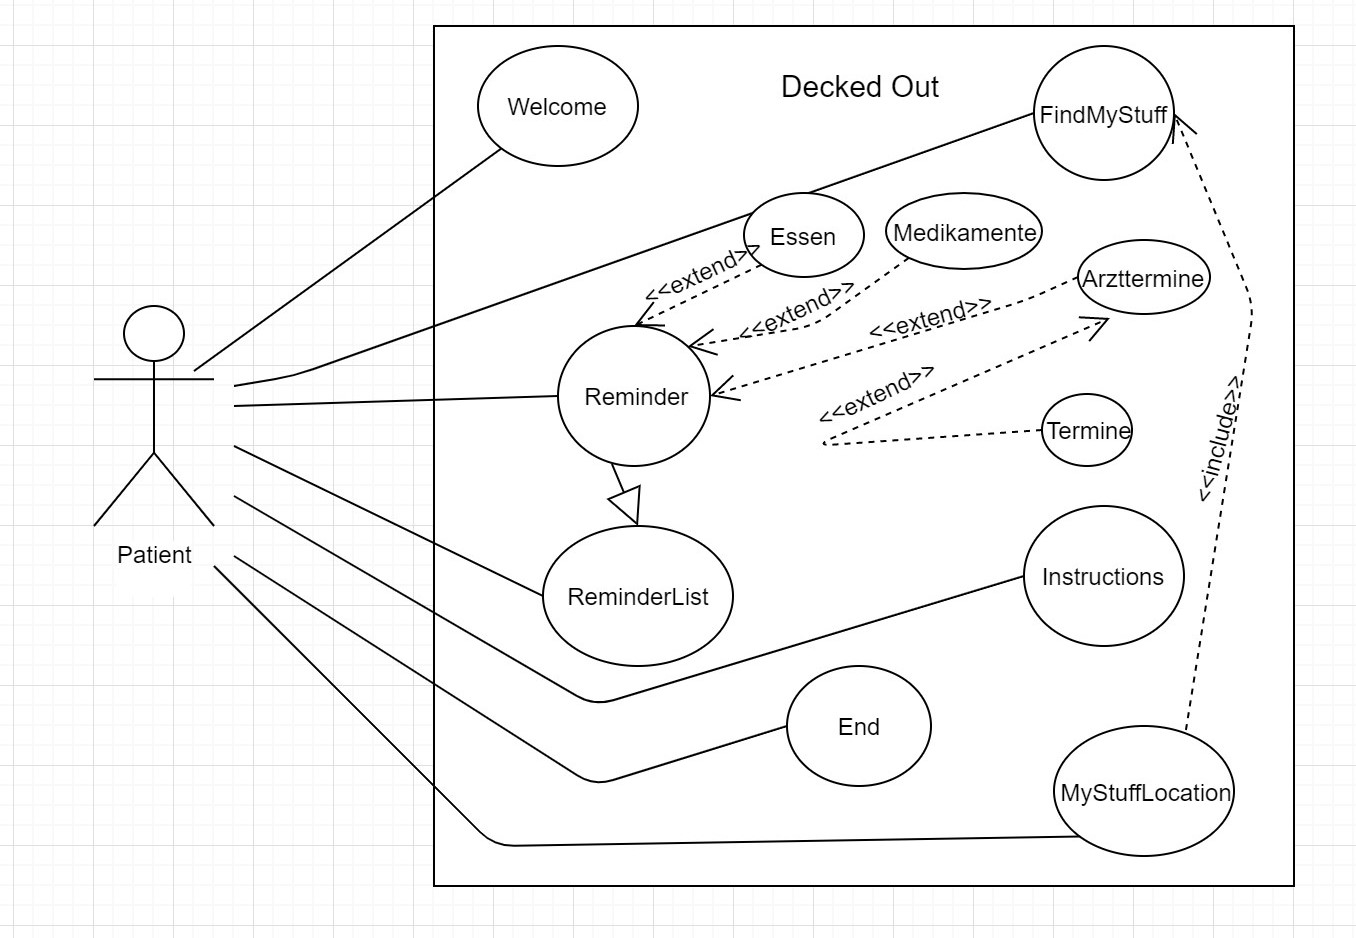 Decked Out
Welcome
FindMyStuff
Essen
Medikamente
Arzttermine
<<extend>>
<<extend>>
<<extend>>
<<extend>>
Reminder
Termine
<<include>>
Patient
ReminderList
Instructions
End
MyStuffLocation